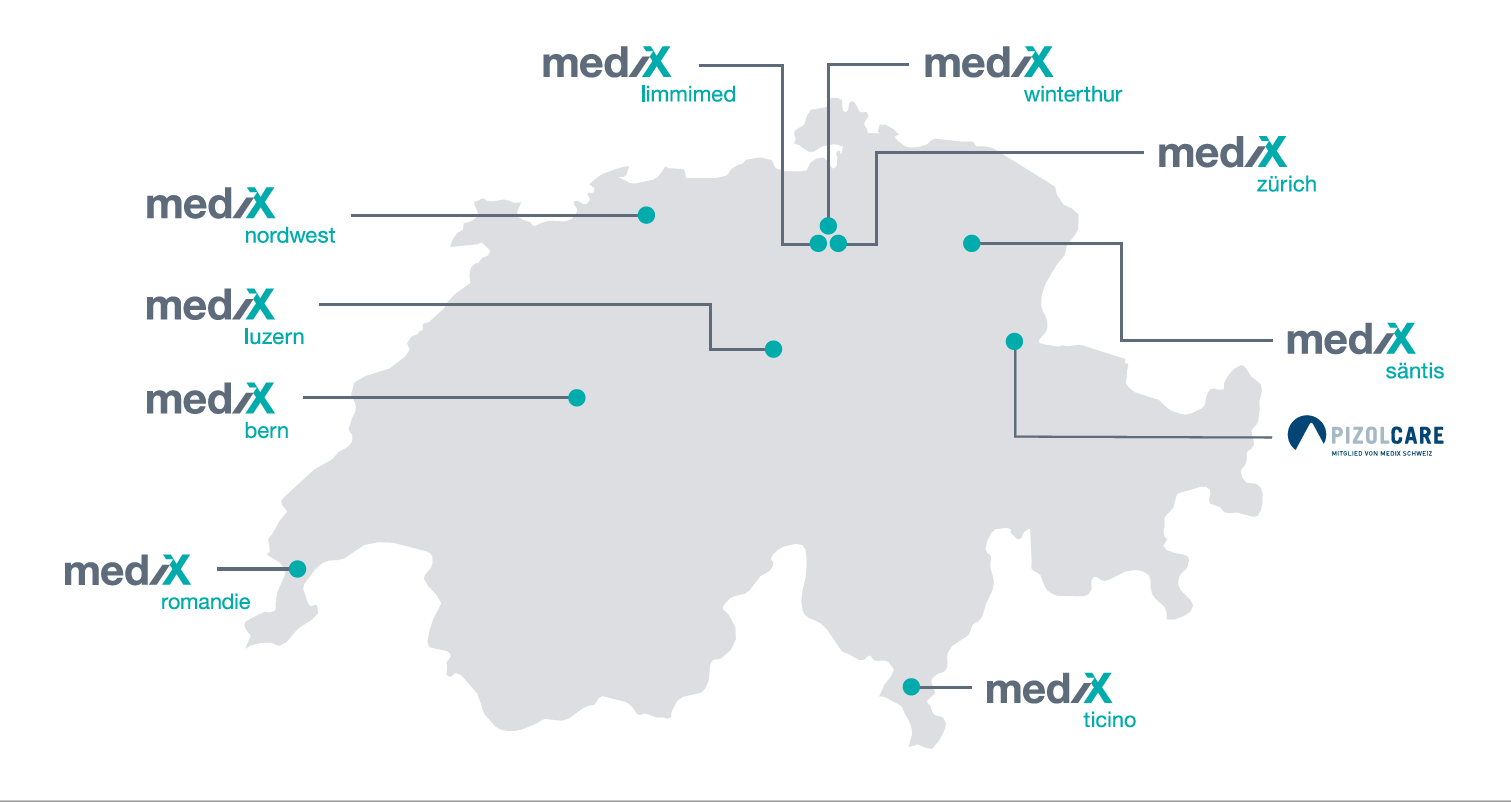 mediX
limmimed
mediX
winterthur
mediX
zürich
mediX
nordwest
mediX
luzern
mediX
säntis
mediX
bern
PIZOLCARE
MITGLIED VON MEDIX SCHWEIZ
mediX
romandie
mediX
ticino